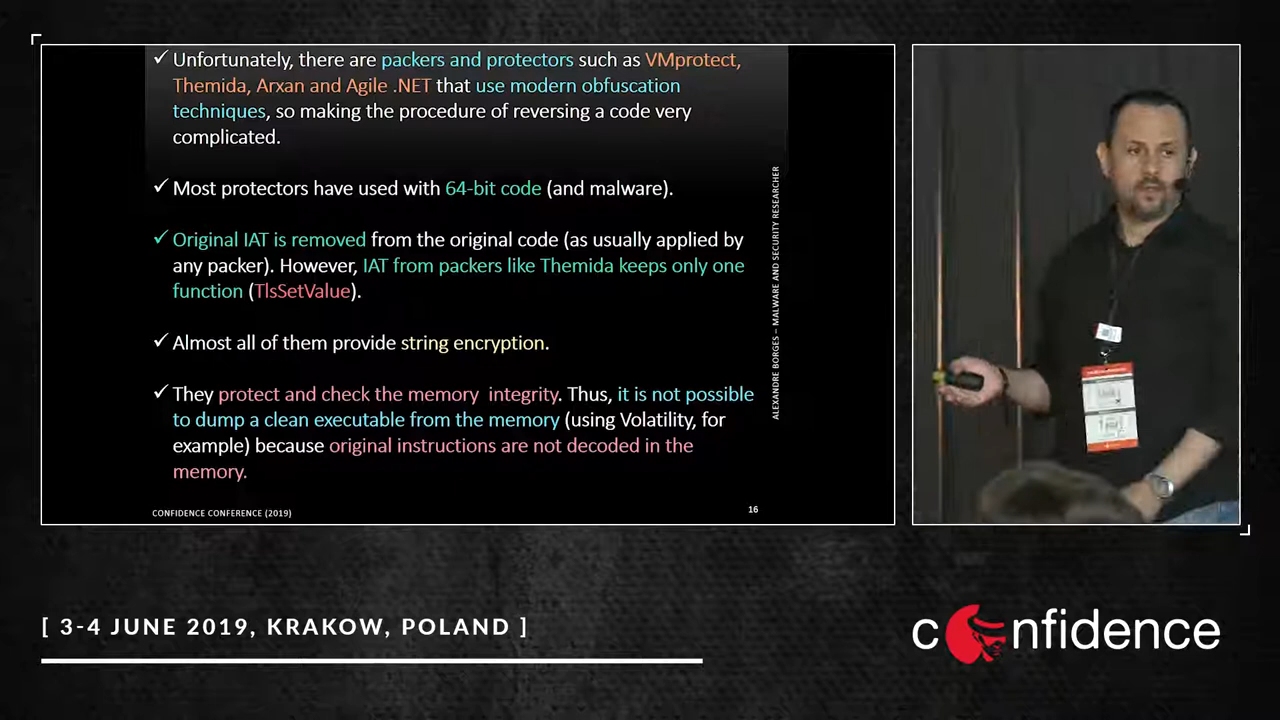 ✓ Unfortunately, there are packers and protectors such as VMprotect,
Themida, Arxan and Agile .NET that use modern obfuscation
techniques, so making the procedure of reversing a code very
complicated.
✓ Most protectors have used with 64-bit code (and malware).
✓ Original IAT is removed from the original code (as usually applied by
any packer). However, IAT from packers like Themida keeps only one
function (TlsSetValue).
✓ Almost all of them provide string encryption.
✓ They protect and check the memory integrity. Thus, it is not possible
to dump a clean executable from the memory (using Volatility, for
example) because original instructions are not decoded in the
memory.
ALEXANDRE BORGES – MALWARE AND SECURITY RESEARCHER
CONFIDENCE CONFERENCE (2019)
16
[ 3-4 JUNE 2019, KRAKOW, POLAND ]
confidence